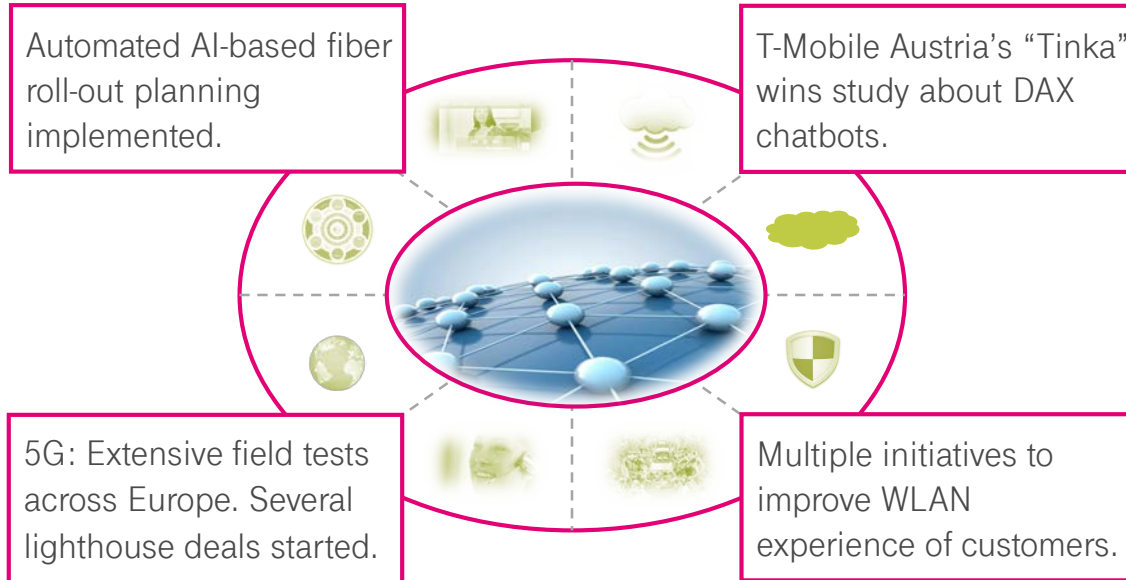 Automated AI-based fiber
roll-out planning
implemented.
T-Mobile Austria's “Tinka”
wins study about DAX
chatbots.
5G: Extensive field tests
across Europe. Several
lighthouse deals started.
Multiple initiatives to
improve WLAN
experience of customers.